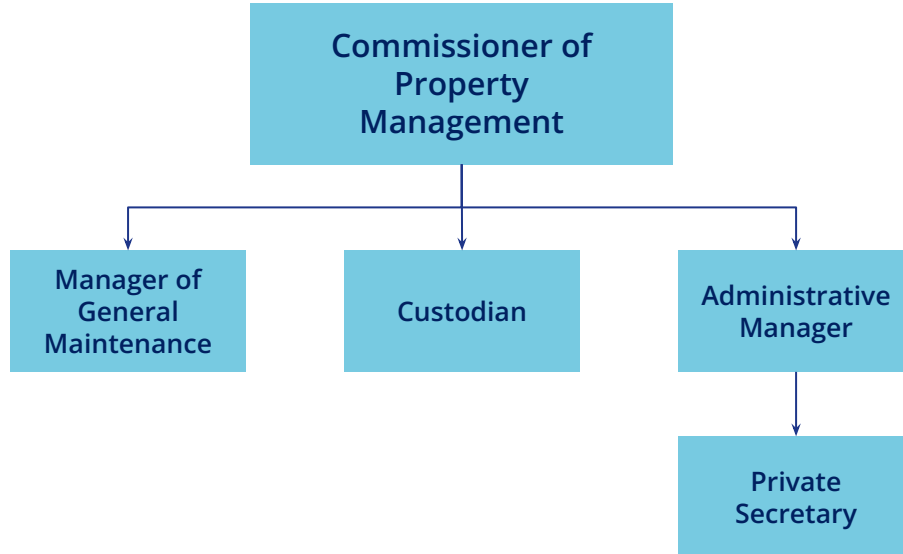 Commissioner of
Property
Management
Manager of
General
Maintenance
Custodian
Administrative
Manager
Private
Secretary